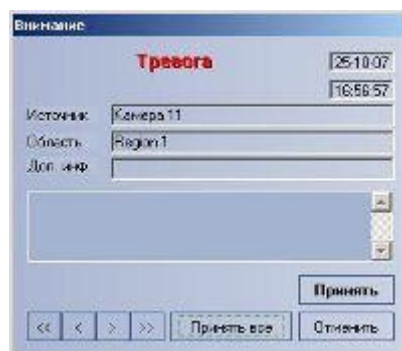 Внимание
Тревога
25-10-07
16:56:57
Источник Камера 11
Область Region 1
Доп. инф.
Принять
<< < > >> Принять все Отменить